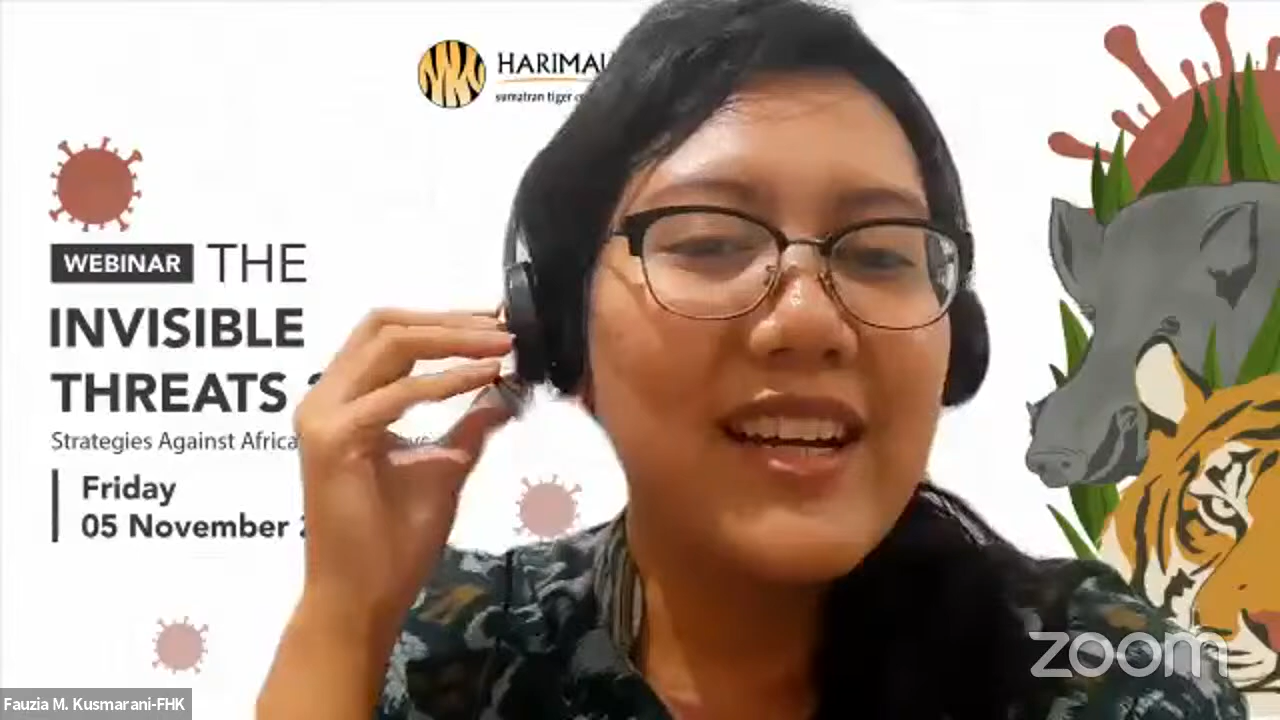 HARIMAU
sumatran tiger
WEBINAR THE
INVISIBLE
THREATS
Strategies Against Africa
Friday
05 November
zoom
Fauzia M. Kusmarani-FHK